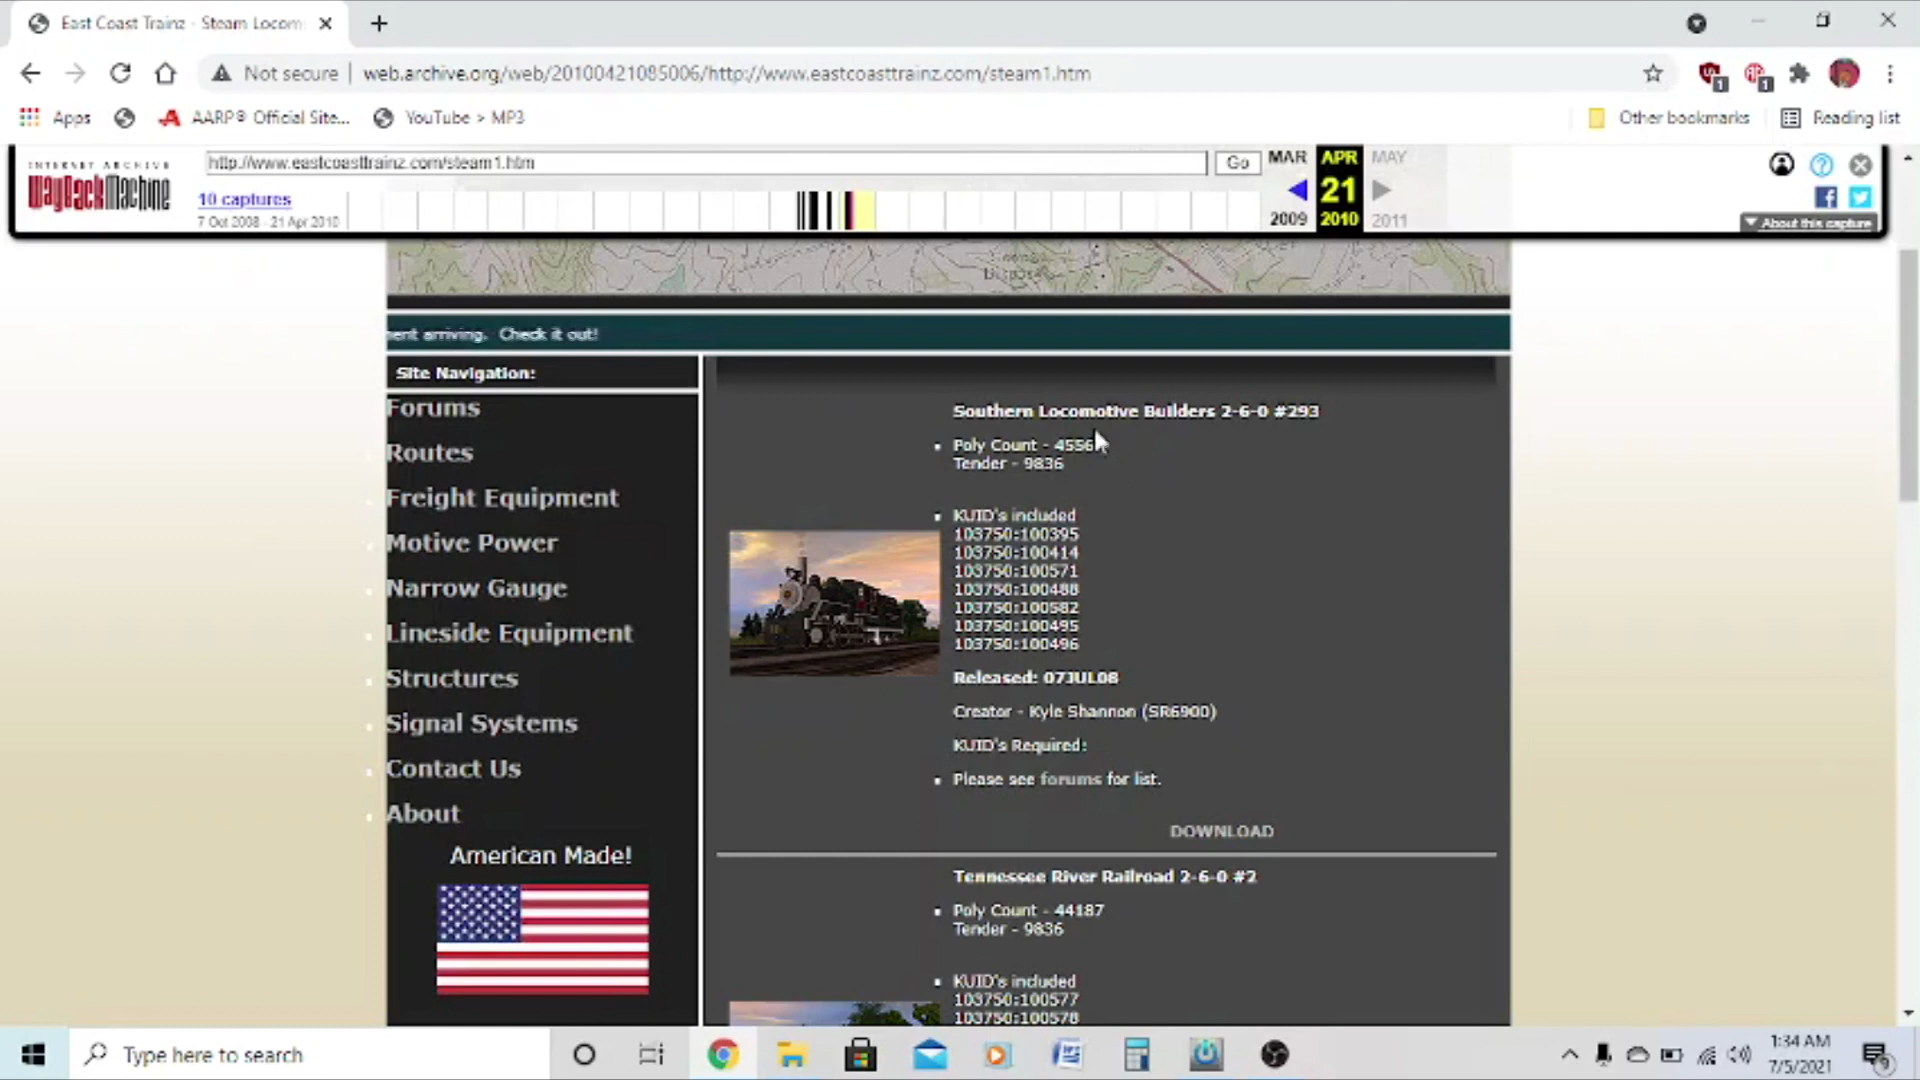 East Coast Trainz - Steam Locom
Not secure
web.archive.org/web/20100421085006/http://www.eastcoasttrainz.com/steam1.htm
Apps
AARP® Official Site...
YouTube > MP3
Other bookmarks
Reading list
INTERNET ARCHIVE
WayBackMachine
http://www.eastcoasttrainz.com/steam1.htm
Go
MAR APR MAY
10 captures
7 Oct 2008 - 21 Apr 2010
21
2009 2010 2011
About this capture
ent arriving. Check it out!
Site Navigation:
Forums
Routes
Freight Equipment
Motive Power
Narrow Gauge
Lineside Equipment
Structures
Signal Systems
Contact Us
About
American Made!
Southern Locomotive Builders 2-6-0 #293
Poly Count - 4556
Tender - 9836
KUID's included
103750:100395
103750:100414
103750:100571
103750:100488
103750:100582
103750:100495
103750:100496
Released: 07JUL08
Creator - Kyle Shannon (SR6900)
KUID's Required:
Please see forums for list.
DOWNLOAD
Tennessee River Railroad 2-6-0 #2
Poly Count - 44187
Tender - 9836
KUID's included
103750:100577
103750:100578
Type here to search
1:34 AM
7/5/2021